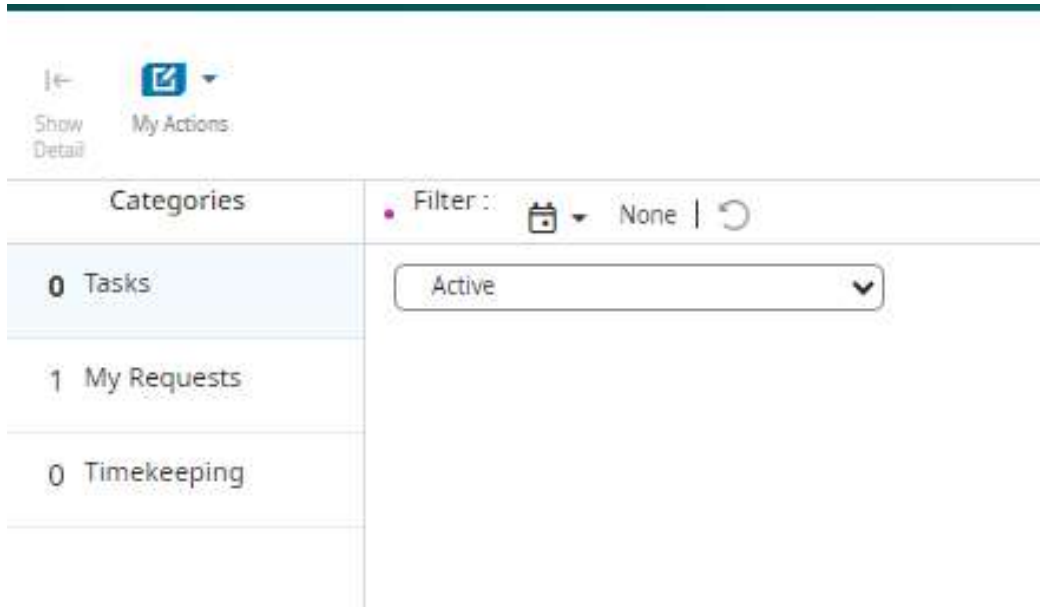 Show
Detail
My Actions
Categories
Filter :
None |
0 Tasks
Active
1 My Requests
0 Timekeeping